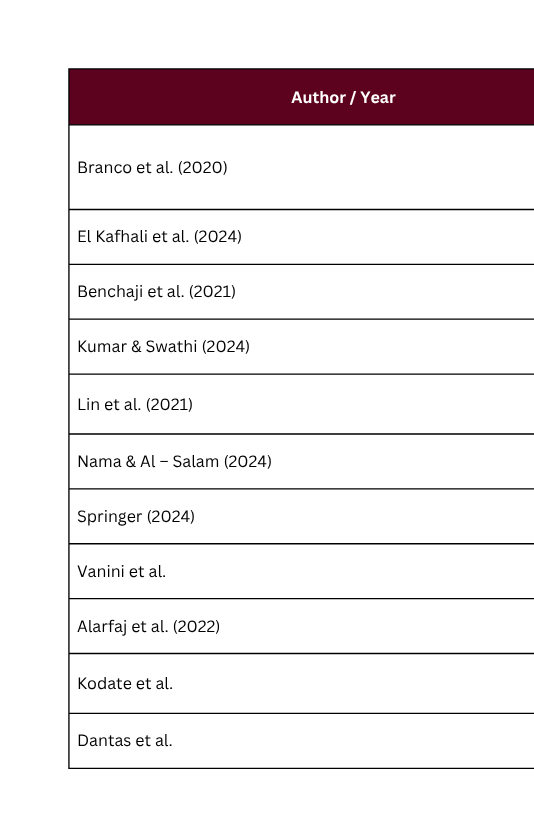 Author / Year
Branco et al. (2020)
El Kafhali et al. (2024)
Benchaji et al. (2021)
Kumar & Swathi (2024)
Lin et al. (2021)
Nama & Al – Salam (2024)
Springer (2024)
Vanini et al.
Alarfaj et al. (2022)
Kodate et al.
Dantas et al.